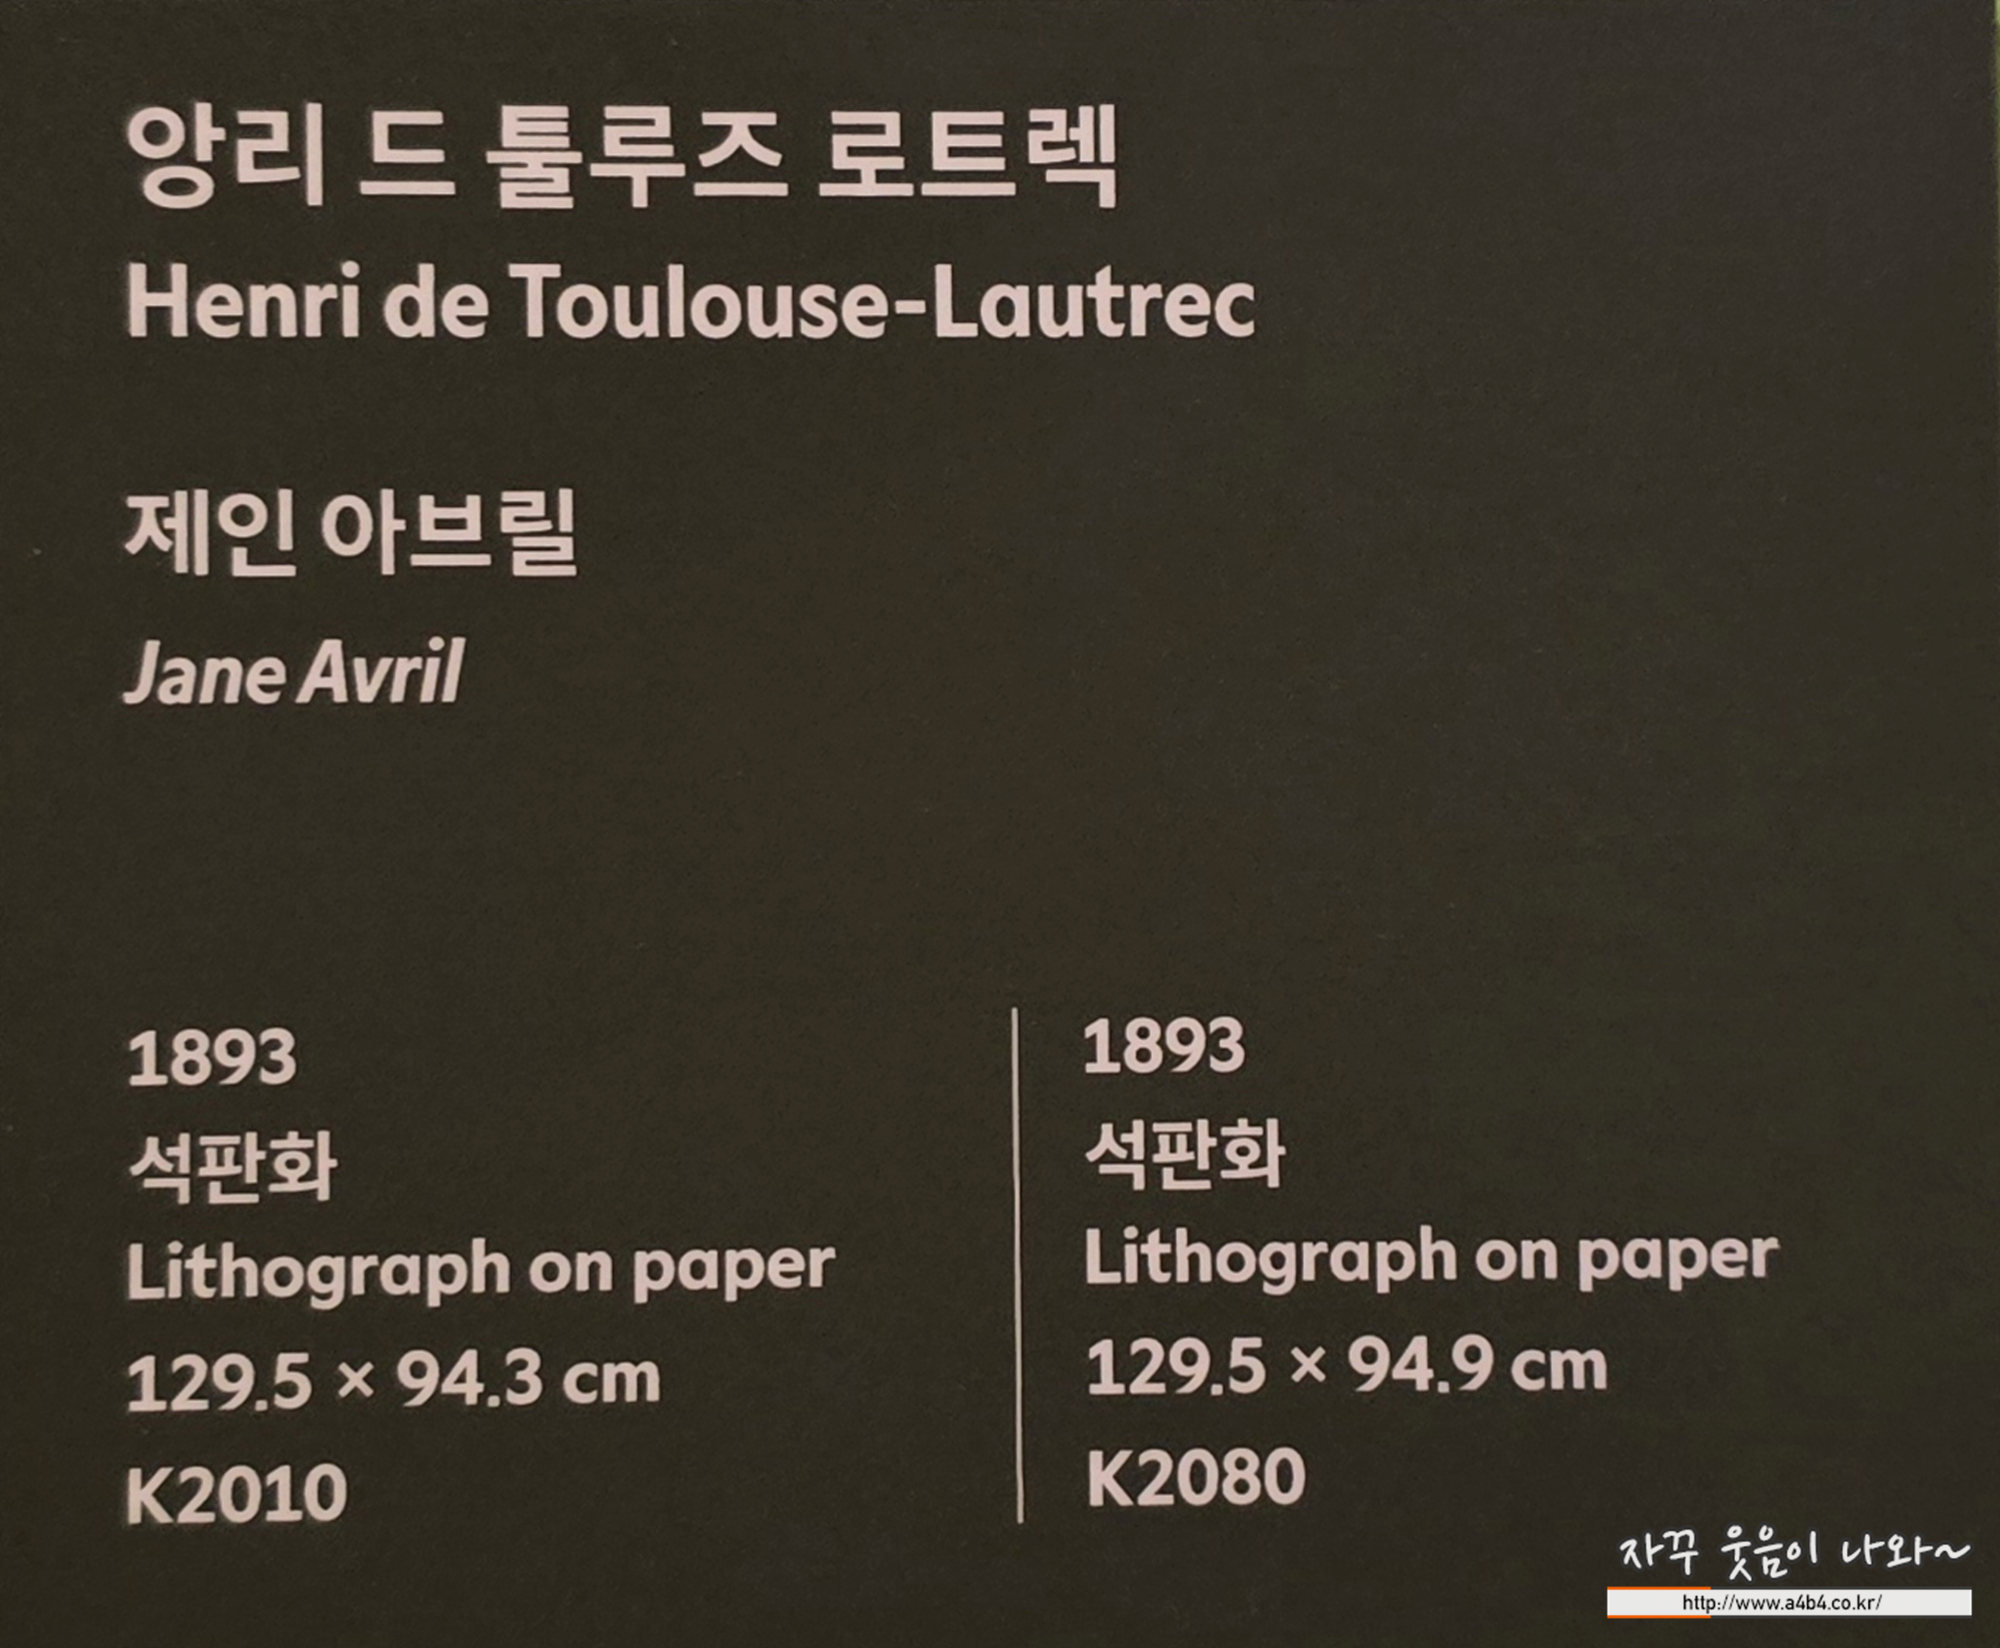 앙리 드 툴루즈 로트렉
Henri de Toulouse-Lautrec
제인 아브릴
Jane Avril
1893
석판화
Lithograph on paper
129.5 × 94.3 cm
K2010
1893
석판화
Lithograph on paper
129.5 × 94.9 cm
K2080
자꾸 웃음이 나와~
http://www.a4b4.co.kr/